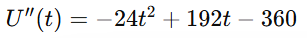 U″(t) = −24t² + 192t − 360